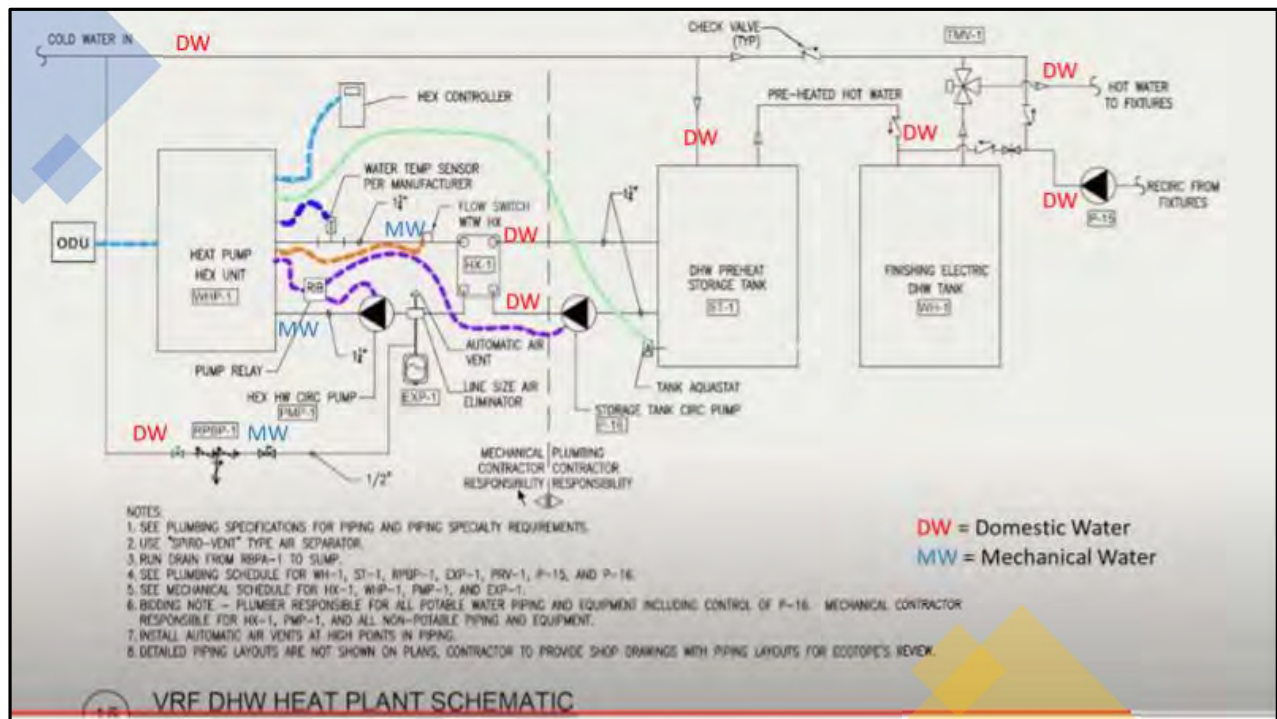 COLD WATER IN
DW
CHECK VALVE
(TYP)
TMV-1
DW
HOT WATER
TO FIXTURES
HEX CONTROLLER
PRE-HEATED HOT WATER
DW
DW
WATER TEMP SENSOR
PER MANUFACTURER
1¼"
FLOW SWITCH
MW
WTW HX
DW
1¼"
DW
RECIRC FROM
FIXTURES
P-15
ODU
HEAT PUMP
HEX UNIT
WHP-1
HX-1
DHW PREHEAT
STORAGE TANK
ST-1
FINISHING ELECTRIC
DHW TANK
WH-1
RIB
DW
MW
1¼"
AUTOMATIC AIR
VENT
PUMP RELAY
TANK AQUASTAT
HEX HW CIRC PUMP
PMP-1
EXP-1
LINE SIZE AIR
ELIMINATOR
STORAGE TANK CIRC PUMP
P-16
DW
RPBP-1
MW
1/2"
MECHANICAL
CONTRACTOR
RESPONSIBILITY
PLUMBING
CONTRACTOR
RESPONSIBILITY
NOTES:
1. SEE PLUMBING SPECIFICATIONS FOR PIPING AND PIPING SPECIALTY REQUIREMENTS.
2. USE "SPIRO-VENT" TYPE AIR SEPARATOR.
3. RUN DRAIN FROM RBPA-1 TO SUMP.
4. SEE PLUMBING SCHEDULE FOR WH-1, ST-1, RPBP-1, EXP-1, PRV-1, P-15, AND P-16.
5. SEE MECHANICAL SCHEDULE FOR HX-1, WHP-1, PMP-1, AND EXP-1.
6. BIDDING NOTE - PLUMBER RESPONSIBLE FOR ALL POTABLE WATER PIPING AND EQUIPMENT INCLUDING CONTROL OF P-16. MECHANICAL CONTRACTOR
RESPONSIBLE FOR HX-1, PMP-1, AND ALL NON-POTABLE PIPING AND EQUIPMENT.
7. INSTALL AUTOMATIC AIR VENTS AT HIGH POINTS IN PIPING.
8. DETAILED PIPING LAYOUTS ARE NOT SHOWN ON PLANS, CONTRACTOR TO PROVIDE SHOP DRAWINGS WITH PIPING LAYOUTS FOR ECOTOPE'S REVIEW.
DW = Domestic Water
MW = Mechanical Water
VRF DHW HEAT PLANT SCHEMATIC